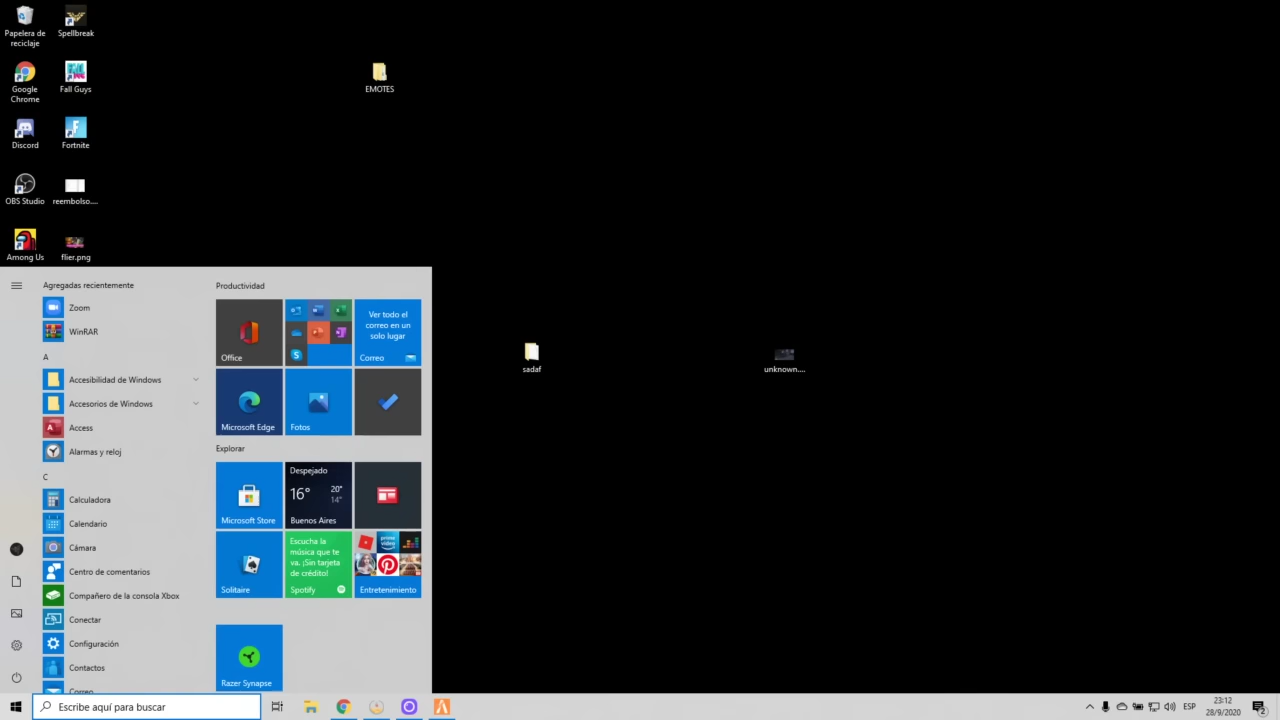 Papelera de
reciclaje
Spellbreak
Google
Chrome
Fall Guys
EMOTES
Discord
Fortnite
OBS Studio
reembolso....
Among Us
flier.png
sadaf
unknown....
Agregadas recientemente
Zoom
WinRAR
A
Accesibilidad de Windows
Accesorios de Windows
Access
Alarmas y reloj
C
Calculadora
Calendario
Cámara
Centro de comentarios
Compañero de la consola Xbox
Conectar
Configuración
Contactos
Correo
Productividad
Office
Ver todo el
correo en un
solo lugar
Correo
Microsoft Edge
Fotos
Explorar
Microsoft Store
Despejado
16°
20°
14°
Buenos Aires
Solitaire
Escucha la
música que te
va. ¡Sin tarjeta
de crédito!
Spotify
prime
video
Entretenimiento
Razer Synapse
Escribe aquí para buscar
ESP
23:12
28/9/2020
2